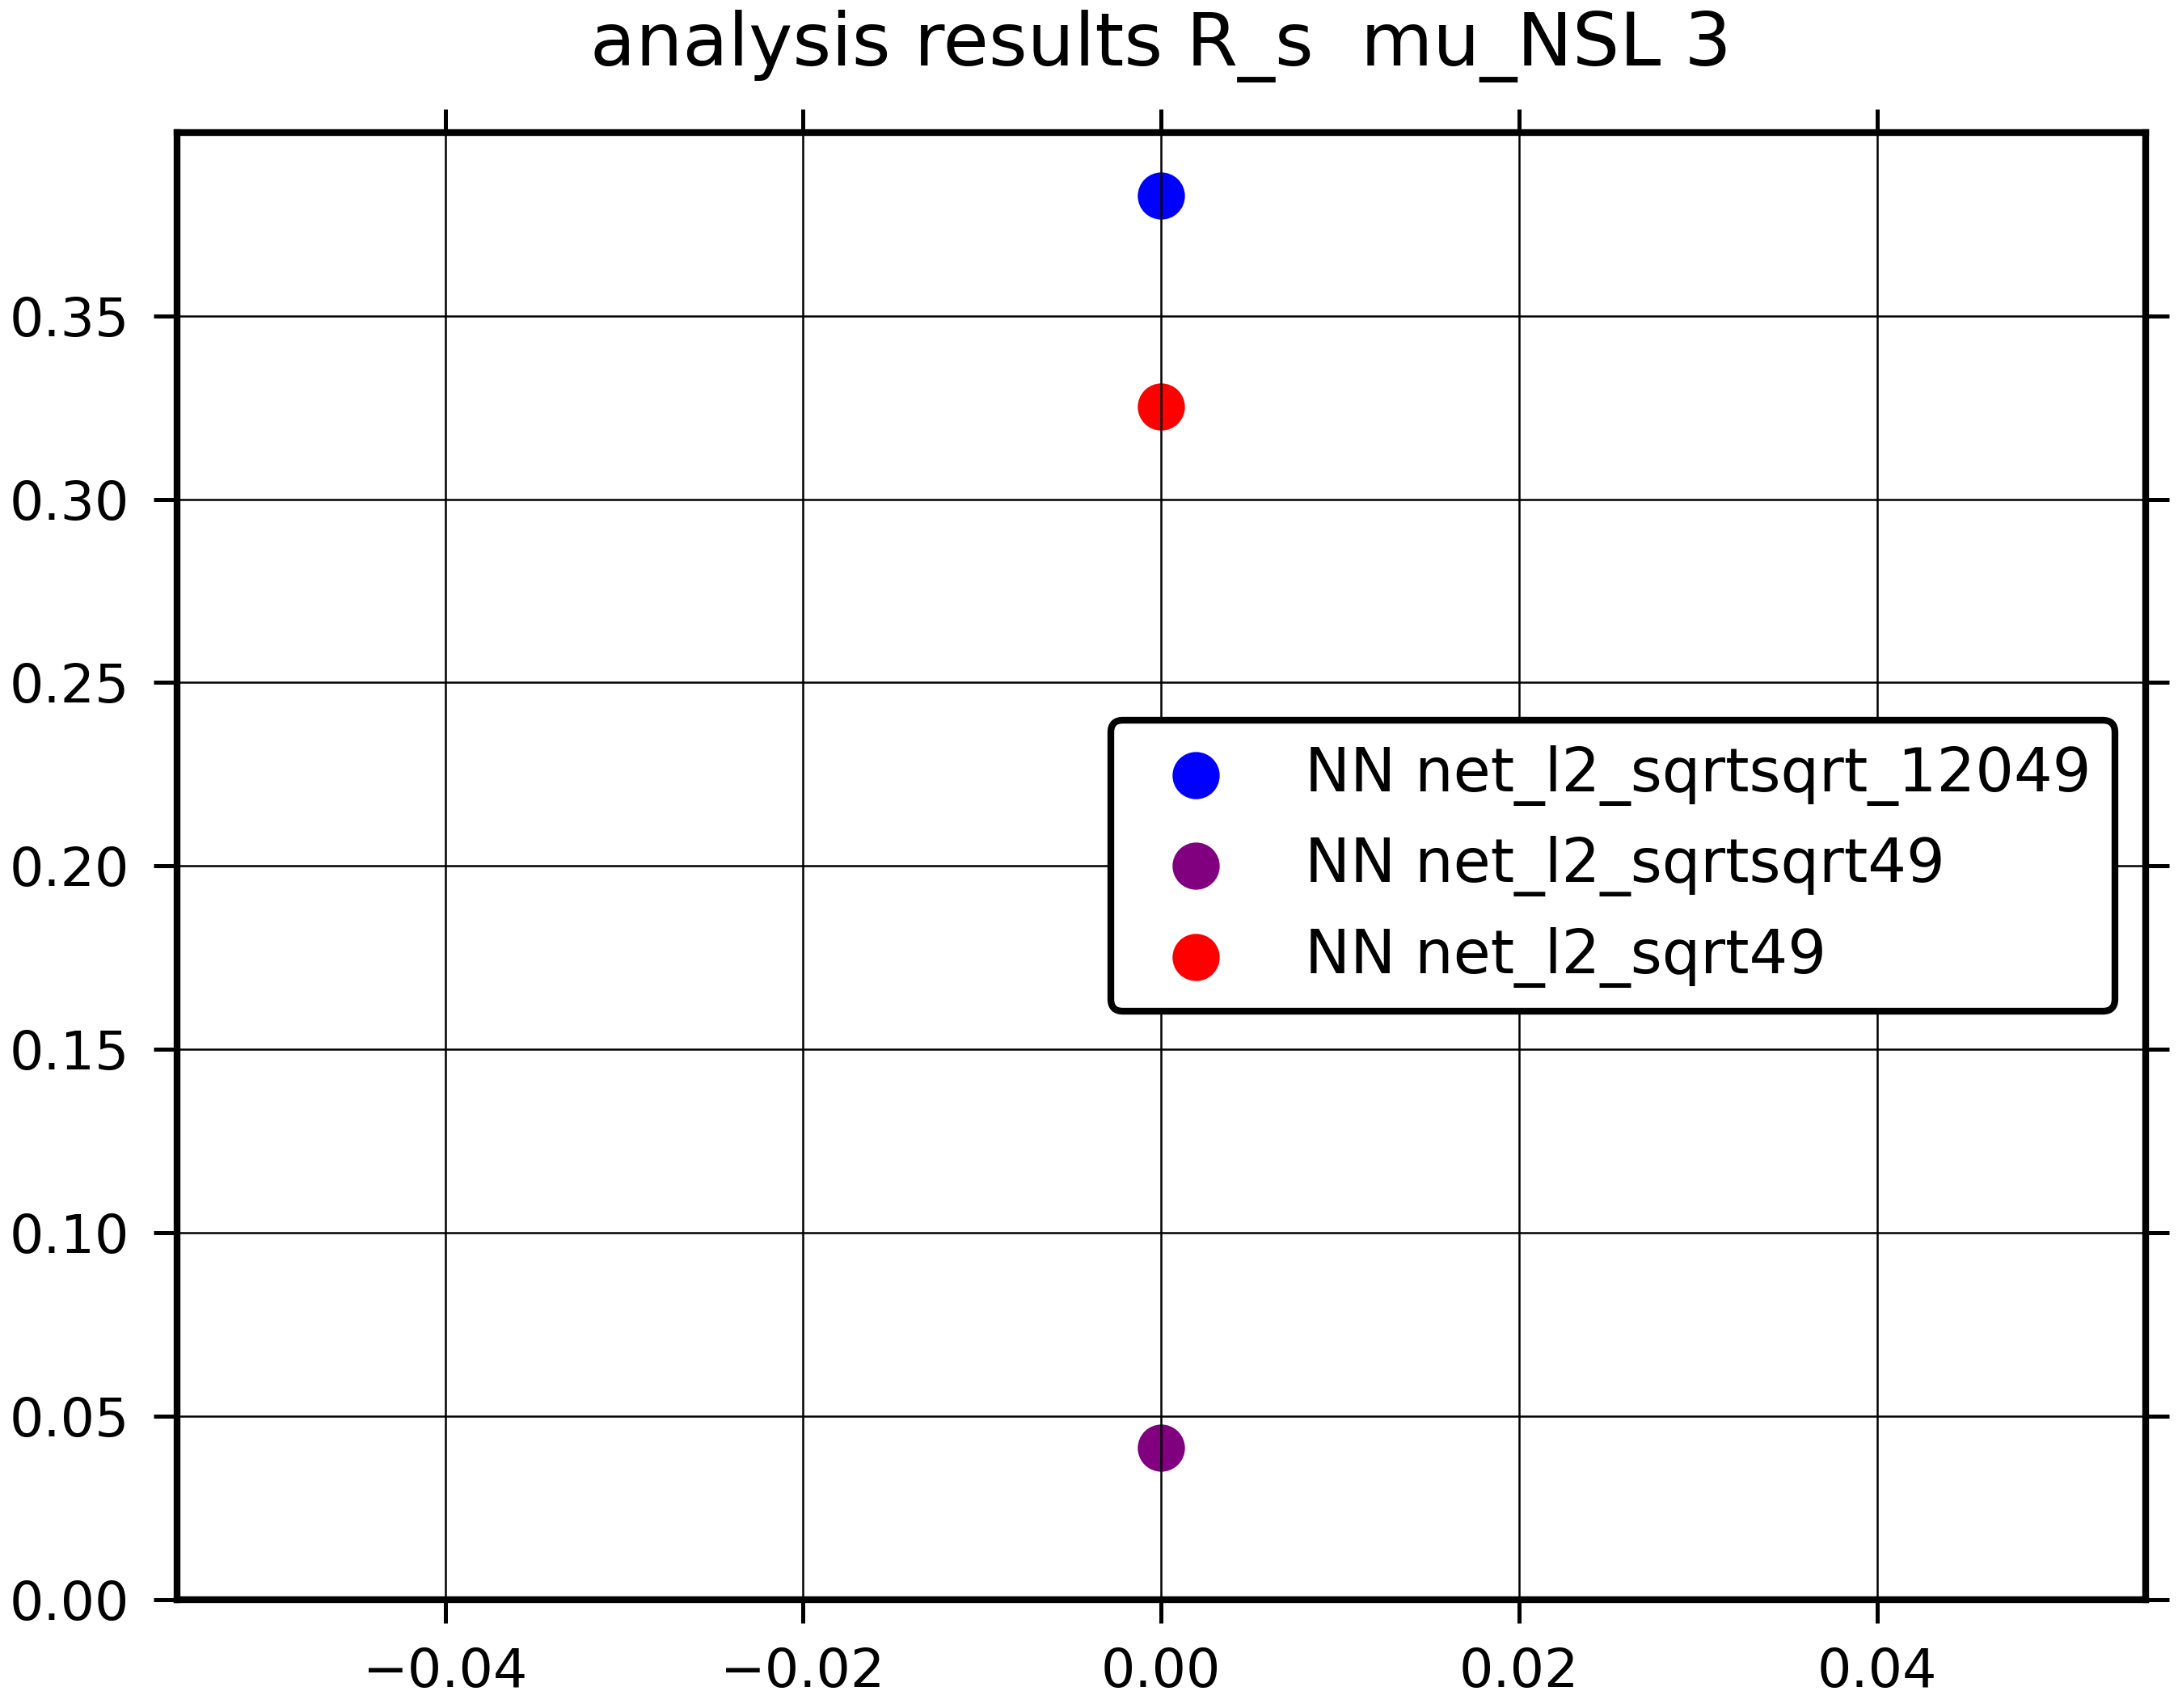 analysis results R_s  mu_NSL 3
0.35
0.30
0.25
0.20
0.15
0.10
0.05
0.00
NN net_l2_sqrtsqrt_12049
NN net_l2_sqrtsqrt49
NN net_l2_sqrt49
−0.04 −0.02 0.00 0.02 0.04